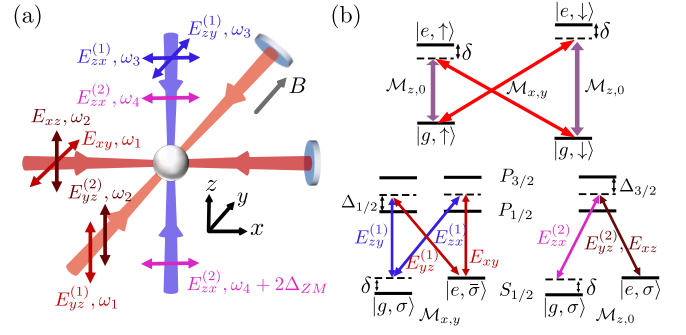 (a)
E_{zy}^{(1)}, ω_3
E_{zx}^{(1)}, ω_3
E_{zx}^{(2)}, ω_4
B
E_{xz}, ω_2
E_{xy}, ω_1
E_{yz}^{(2)}, ω_2
E_{yz}^{(1)}, ω_1
z
y
x
E_{zx}^{(2)}, ω_4 + 2Δ_{ZM}
(b)
|e, ↑⟩
|e, ↓⟩
δ
δ
M_{z,0}
M_{x,y}
M_{z,0}
|g, ↑⟩
|g, ↓⟩
P_{3/2}
Δ_{1/2}
Δ_{3/2}
P_{1/2}
E_{zy}^{(1)}
E_{yz}^{(1)}
E_{zx}^{(1)}
E_{xy}
E_{zx}^{(2)}
E_{yz}^{(2)}, E_{xz}
δ
S_{1/2}
δ
|g, σ⟩
|e, σ̄⟩
|g, σ⟩
|e, σ⟩
M_{x,y}
M_{z,0}